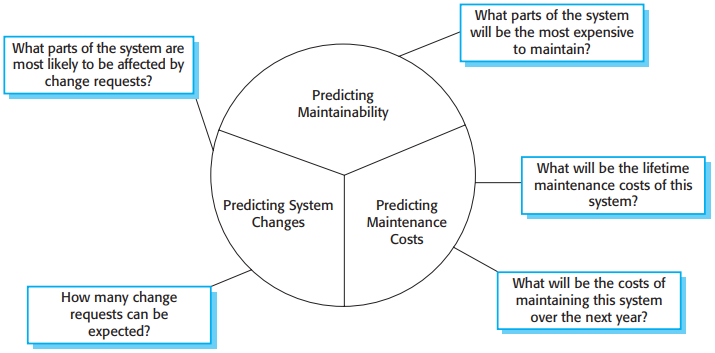 What parts of the system
will be the most expensive
to maintain?
What parts of the system are
most likely to be affected by
change requests?
Predicting
Maintainability
What will be the lifetime
maintenance costs of this
system?
Predicting System
Changes
Predicting
Maintenance
Costs
What will be the costs of
maintaining this system
over the next year?
How many change
requests can be
expected?